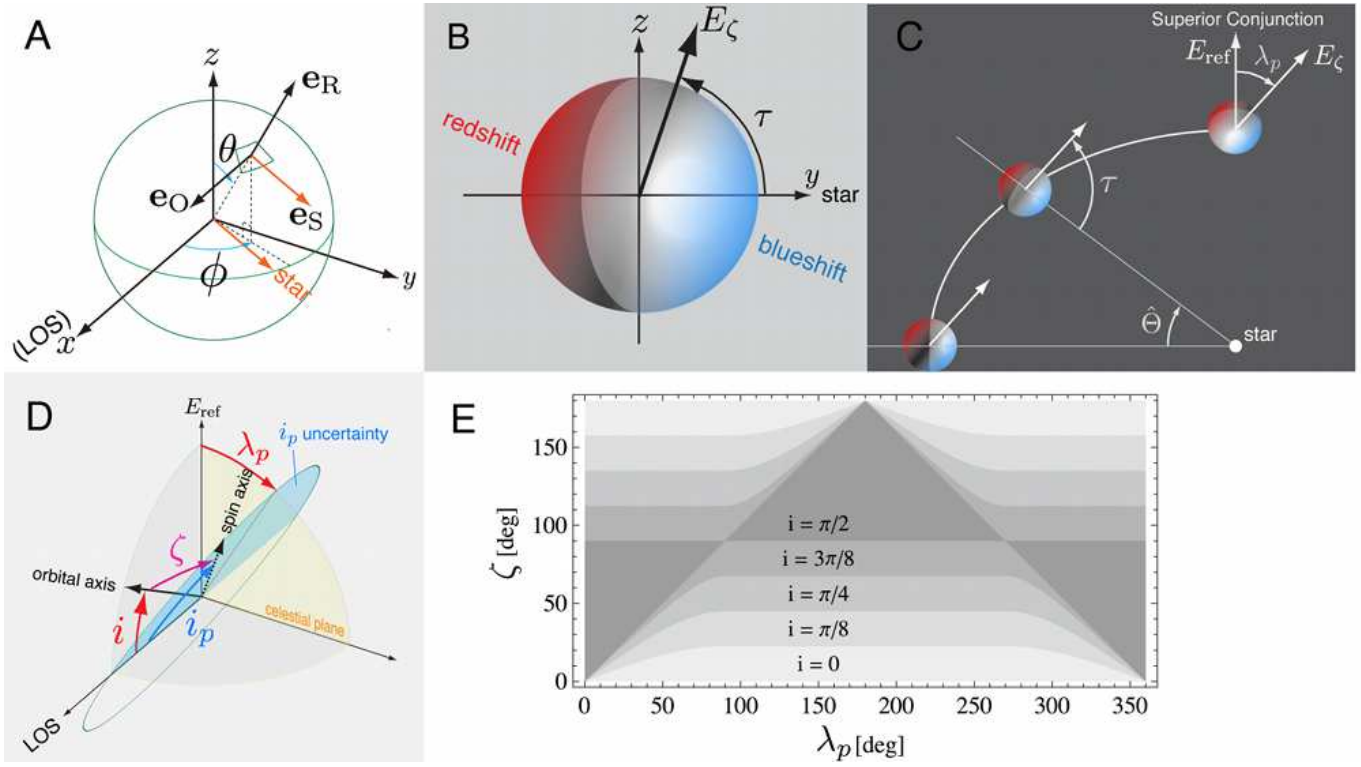 A
z
e_R
θ
e_O
e_S
ϕ
star
y
(LOS)
x
B
z
E_ζ
redshift
τ
y
star
blueshift
C
Superior Conjunction
E_ref
λ_p
E_ζ
τ
Θ̂
star
D
E_ref
i_p uncertainty
λ_p
spin axis
ζ
orbital axis
i
i_p
celestial plane
LOS
E
ζ [deg]
150
100
50
0
i = π/2
i = 3π/8
i = π/4
i = π/8
i = 0
0 50 100 150 200 250 300 350
λ_p [deg]